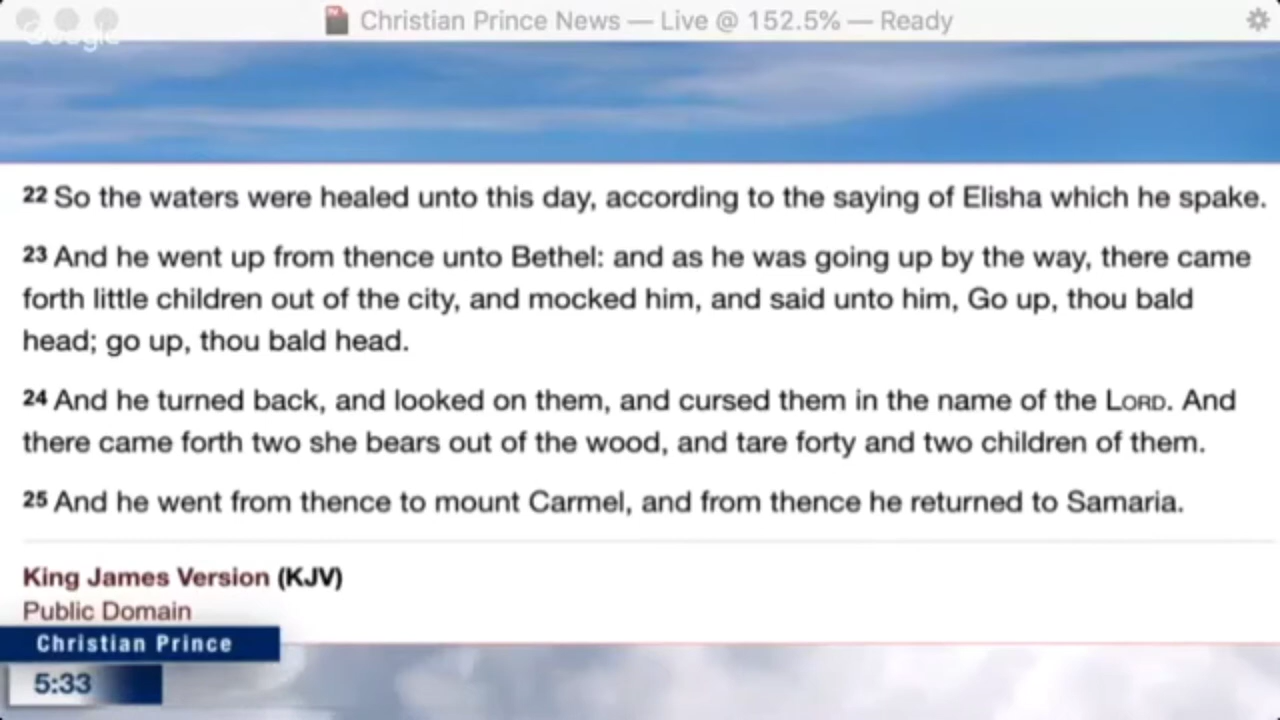 Christian Prince News — Live @ 152.5% — Ready
Google
22 So the waters were healed unto this day, according to the saying of Elisha which he spake.
23 And he went up from thence unto Bethel: and as he was going up by the way, there came
forth little children out of the city, and mocked him, and said unto him, Go up, thou bald
head; go up, thou bald head.
24 And he turned back, and looked on them, and cursed them in the name of the LORD. And
there came forth two she bears out of the wood, and tare forty and two children of them.
25 And he went from thence to mount Carmel, and from thence he returned to Samaria.
King James Version (KJV)
Public Domain
Christian Prince
5:33